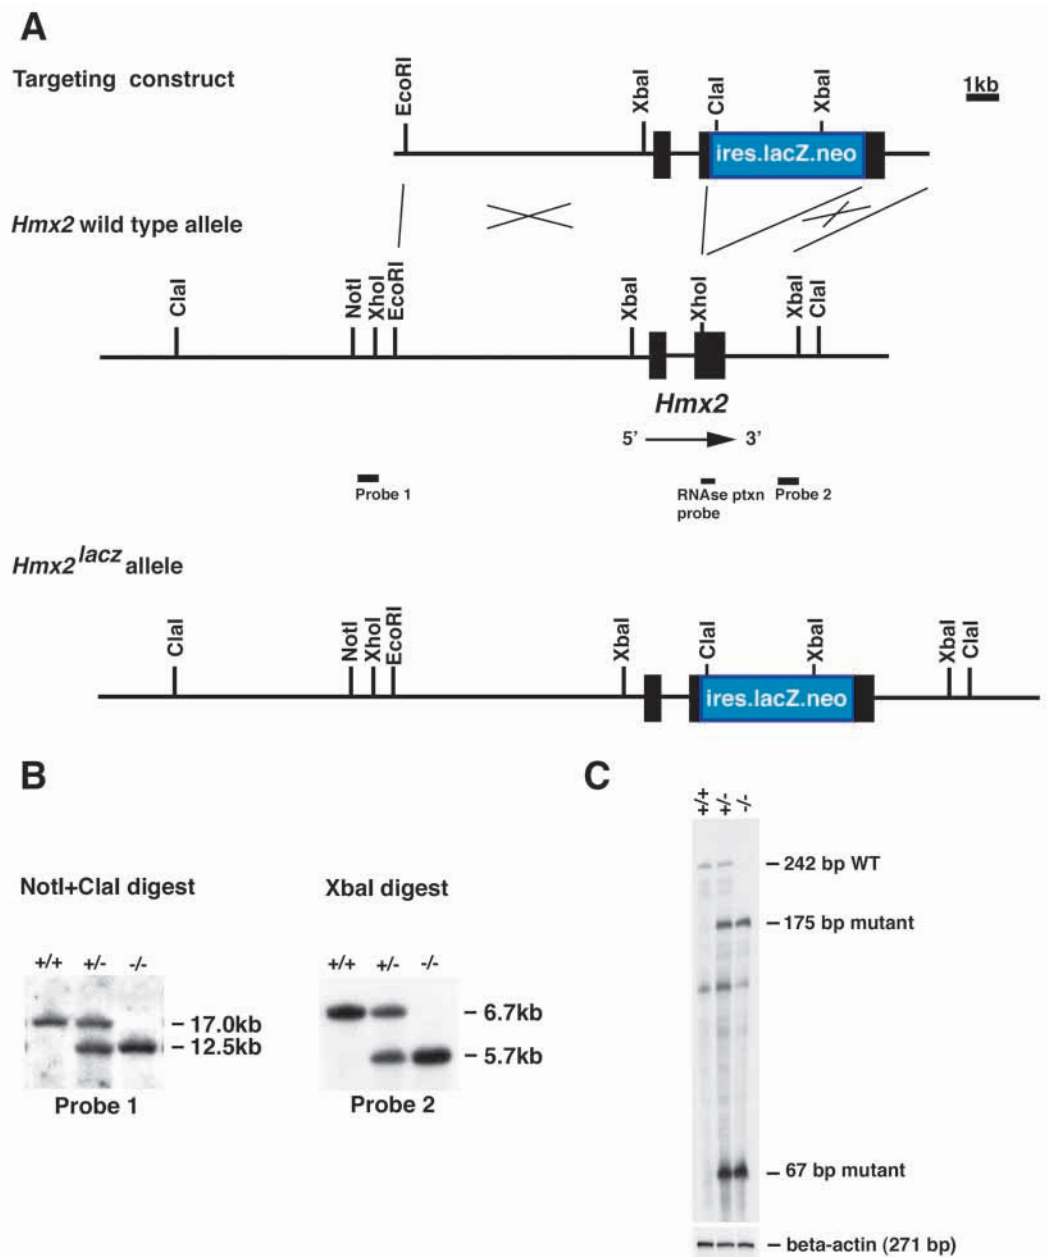 A
Targeting construct
EcoRI
XbaI
ClaI
XbaI
1kb
ires.lacZ.neo
Hmx2 wild type allele
ClaI
NotI
XhoI
EcoRI
XbaI
XhoI
XbaI
ClaI
Hmx2
5’ 3’
Probe 1
RNAse ptxn
probe
Probe 2
Hmx2 lacz allele
ClaI
NotI
XhoI
EcoRI
XbaI
ClaI
XbaI
XbaI
ClaI
ires.lacZ.neo
B
NotI+ClaI digest
+/+ +/- -/-
– 17.0kb
– 12.5kb
Probe 1
XbaI digest
+/+ +/- -/-
– 6.7kb
– 5.7kb
Probe 2
C
+/+ +/- -/-
– 242 bp WT
– 175 bp mutant
– 67 bp mutant
– beta-actin (271 bp)